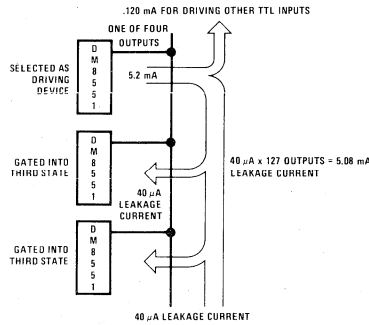 .120 mA FOR DRIVING OTHER TTL INPUTS
ONE OF FOUR
OUTPUTS
DM8551
SELECTED AS
DRIVING
DEVICE
5.2 mA
DM8551
GATED INTO
THIRD STATE
40 μA
LEAKAGE
CURRENT
40 μA x 127 OUTPUTS = 5.08 mA
LEAKAGE CURRENT
DM8551
GATED INTO
THIRD STATE
40 μA LEAKAGE CURRENT